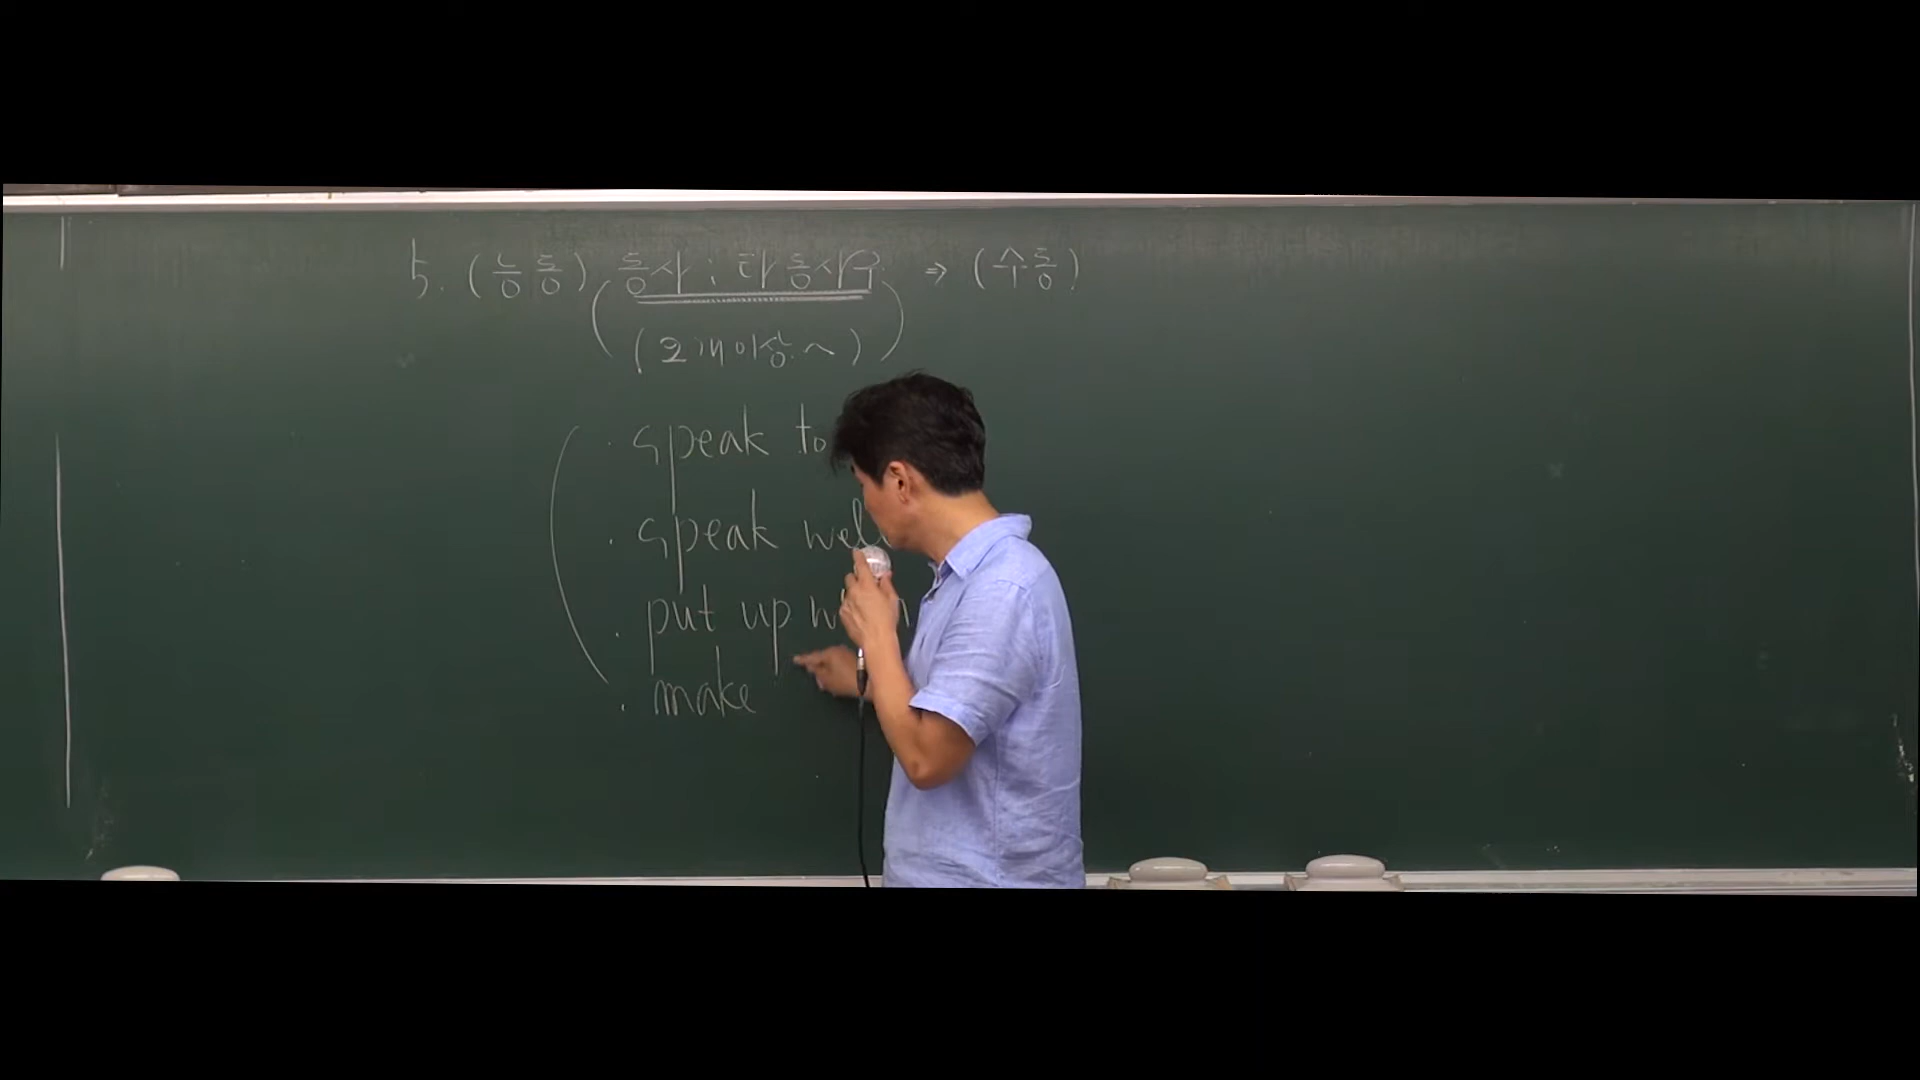 5. (능동) 동사 : 타동사구 ⇒ (수동)
(2개이상~)
· speak to
· speak well
· put up with
· make